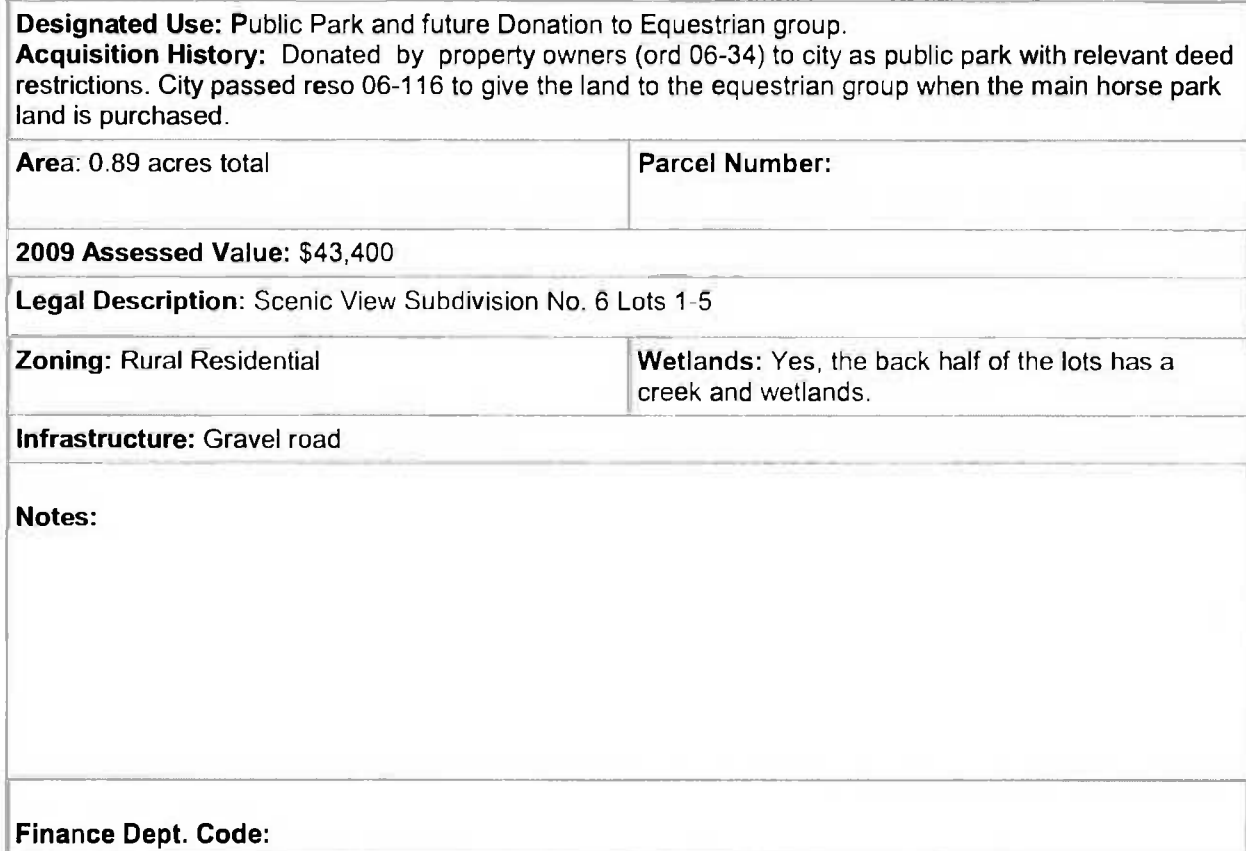 Designated Use: Public Park and future Donation to Equestrian group.
Acquisition History: Donated by property owners (ord 06-34) to city as public park with relevant deed
restrictions. City passed reso 06-116 to give the land to the equestrian group when the main horse park
land is purchased.
Area: 0.89 acres total
Parcel Number:
2009 Assessed Value: $43,400
Legal Description: Scenic View Subdivision No. 6 Lots 1-5
Zoning: Rural Residential
Wetlands: Yes, the back half of the lots has a
creek and wetlands.
Infrastructure: Gravel road
Notes:
Finance Dept. Code: